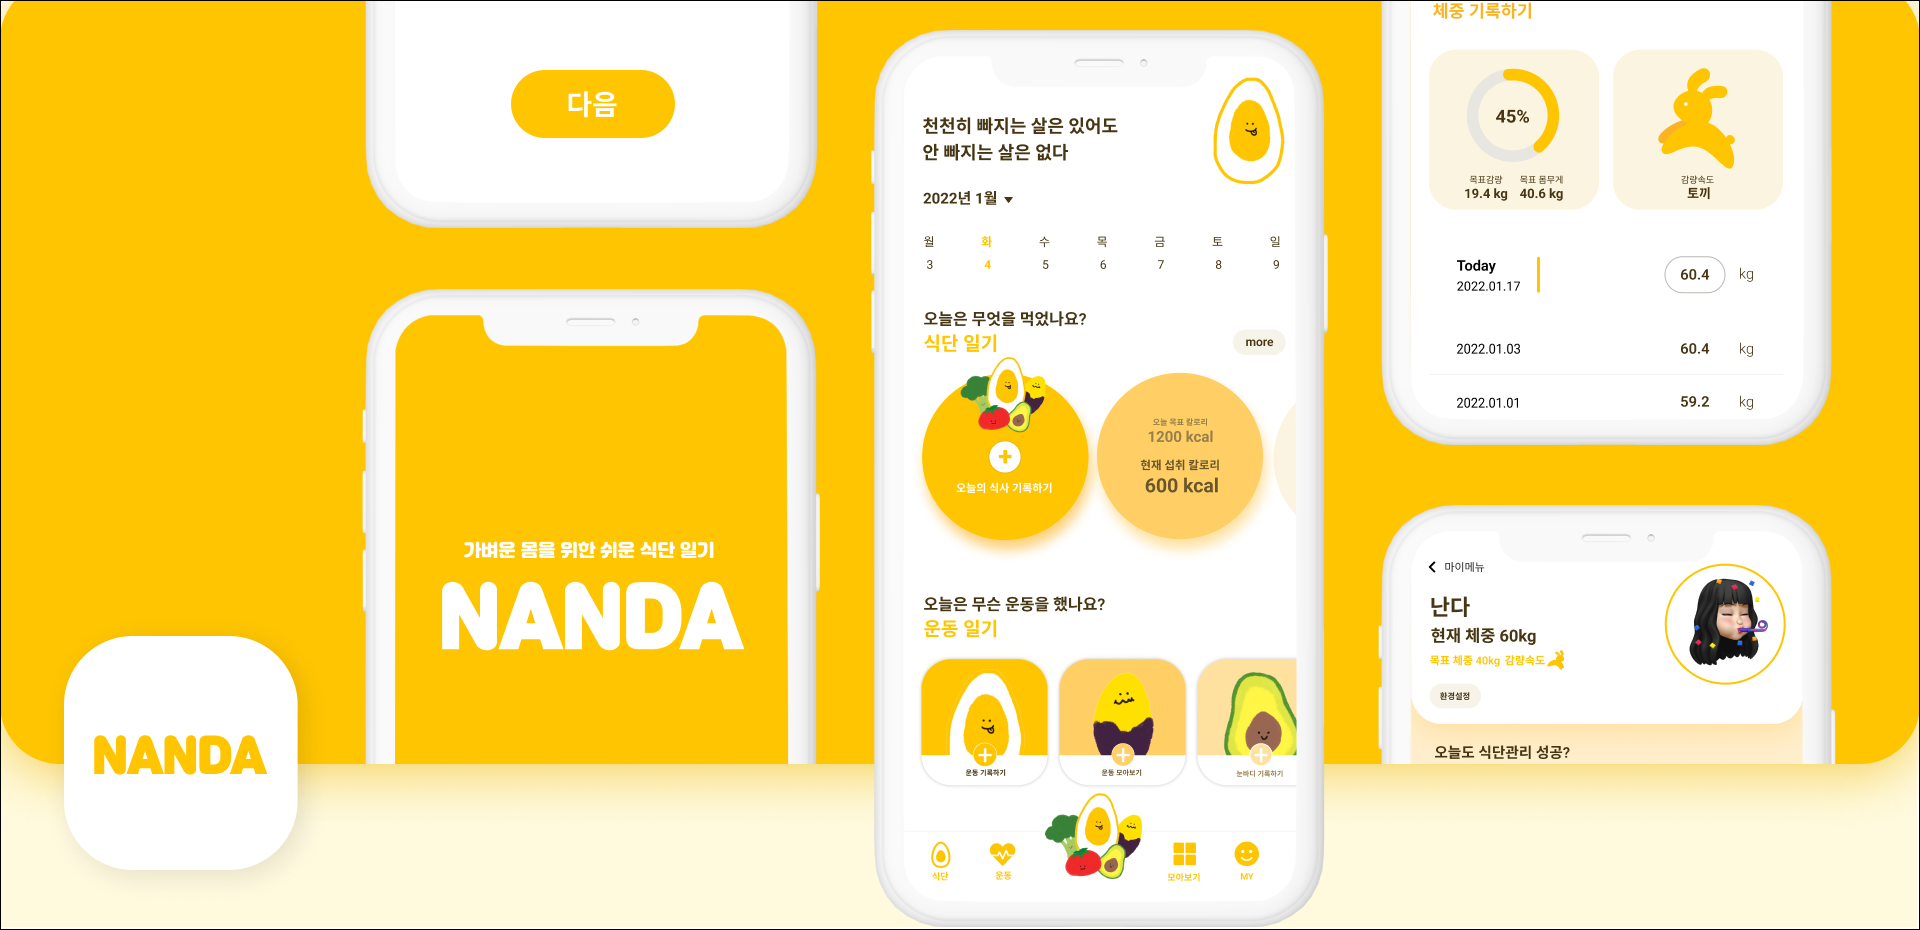 다음
가벼운 몸을 위한 쉬운 식단 일기
NANDA
NANDA
천천히 빠지는 살은 있어도
안 빠지는 살은 없다
2022년 1월
월 화 수 목 금 토 일
3 4 5 6 7 8 9
오늘은 무엇을 먹었나요?
식단 일기
more
오늘의 식사 기록하기
오늘 목표 칼로리
1200 kcal
현재 섭취 칼로리
600 kcal
오늘은 무슨 운동을 했나요?
운동 일기
운동 기록하기
운동 모아보기
눈바디 기록하기
식단
운동
모아보기
MY
체중 기록하기
45%
목표감량 목표 몸무게
19.4 kg 40.6 kg
감량속도
토끼
Today
2022.01.17 60.4 kg
2022.01.03 60.4 kg
2022.01.01 59.2 kg
마이메뉴
난다
현재 체중 60kg
목표 체중 40kg 감량속도
환경설정
오늘도 식단관리 성공?